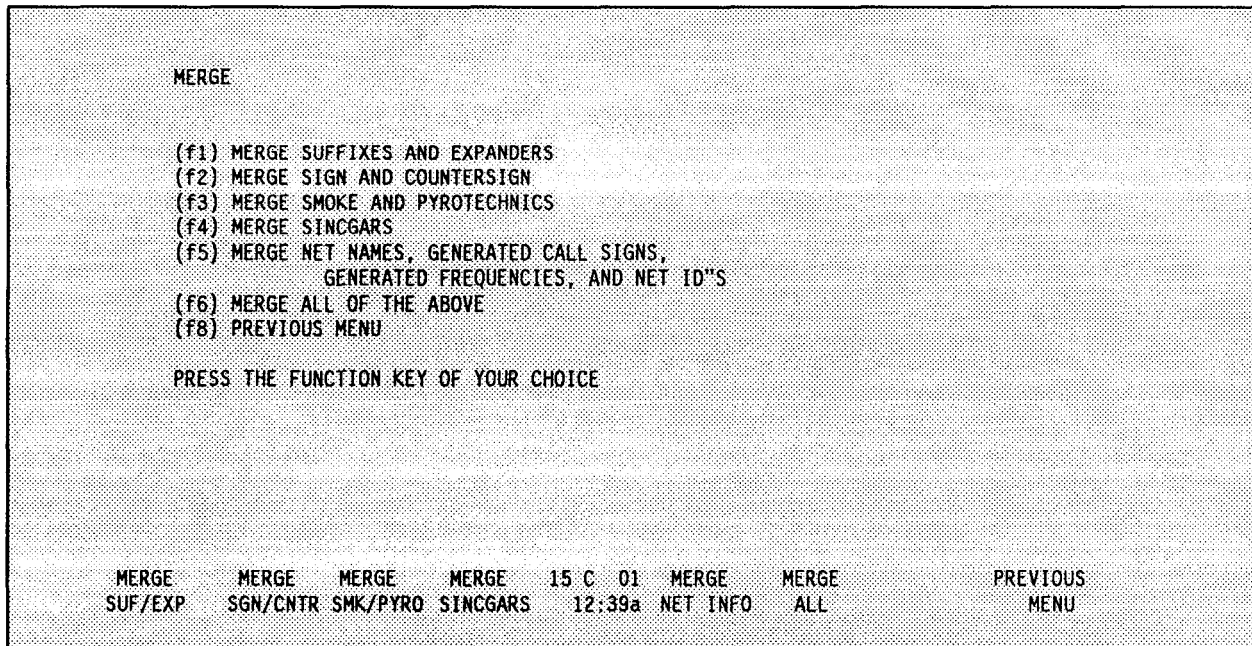 MERGE
(f1) MERGE SUFFIXES AND EXPANDERS
(f2) MERGE SIGN AND COUNTERSIGN
(f3) MERGE SMOKE AND PYROTECHNICS
(f4) MERGE SINCGARS
(f5) MERGE NET NAMES, GENERATED CALL SIGNS,
GENERATED FREQUENCIES, AND NET ID"S
(f6) MERGE ALL OF THE ABOVE
(f8) PREVIOUS MENU
PRESS THE FUNCTION KEY OF YOUR CHOICE
MERGE MERGE MERGE MERGE 15 C 01 MERGE MERGE PREVIOUS
SUF/EXP SGN/CNTR SMK/PYRO SINCGARS 12:39a NET INFO ALL MENU